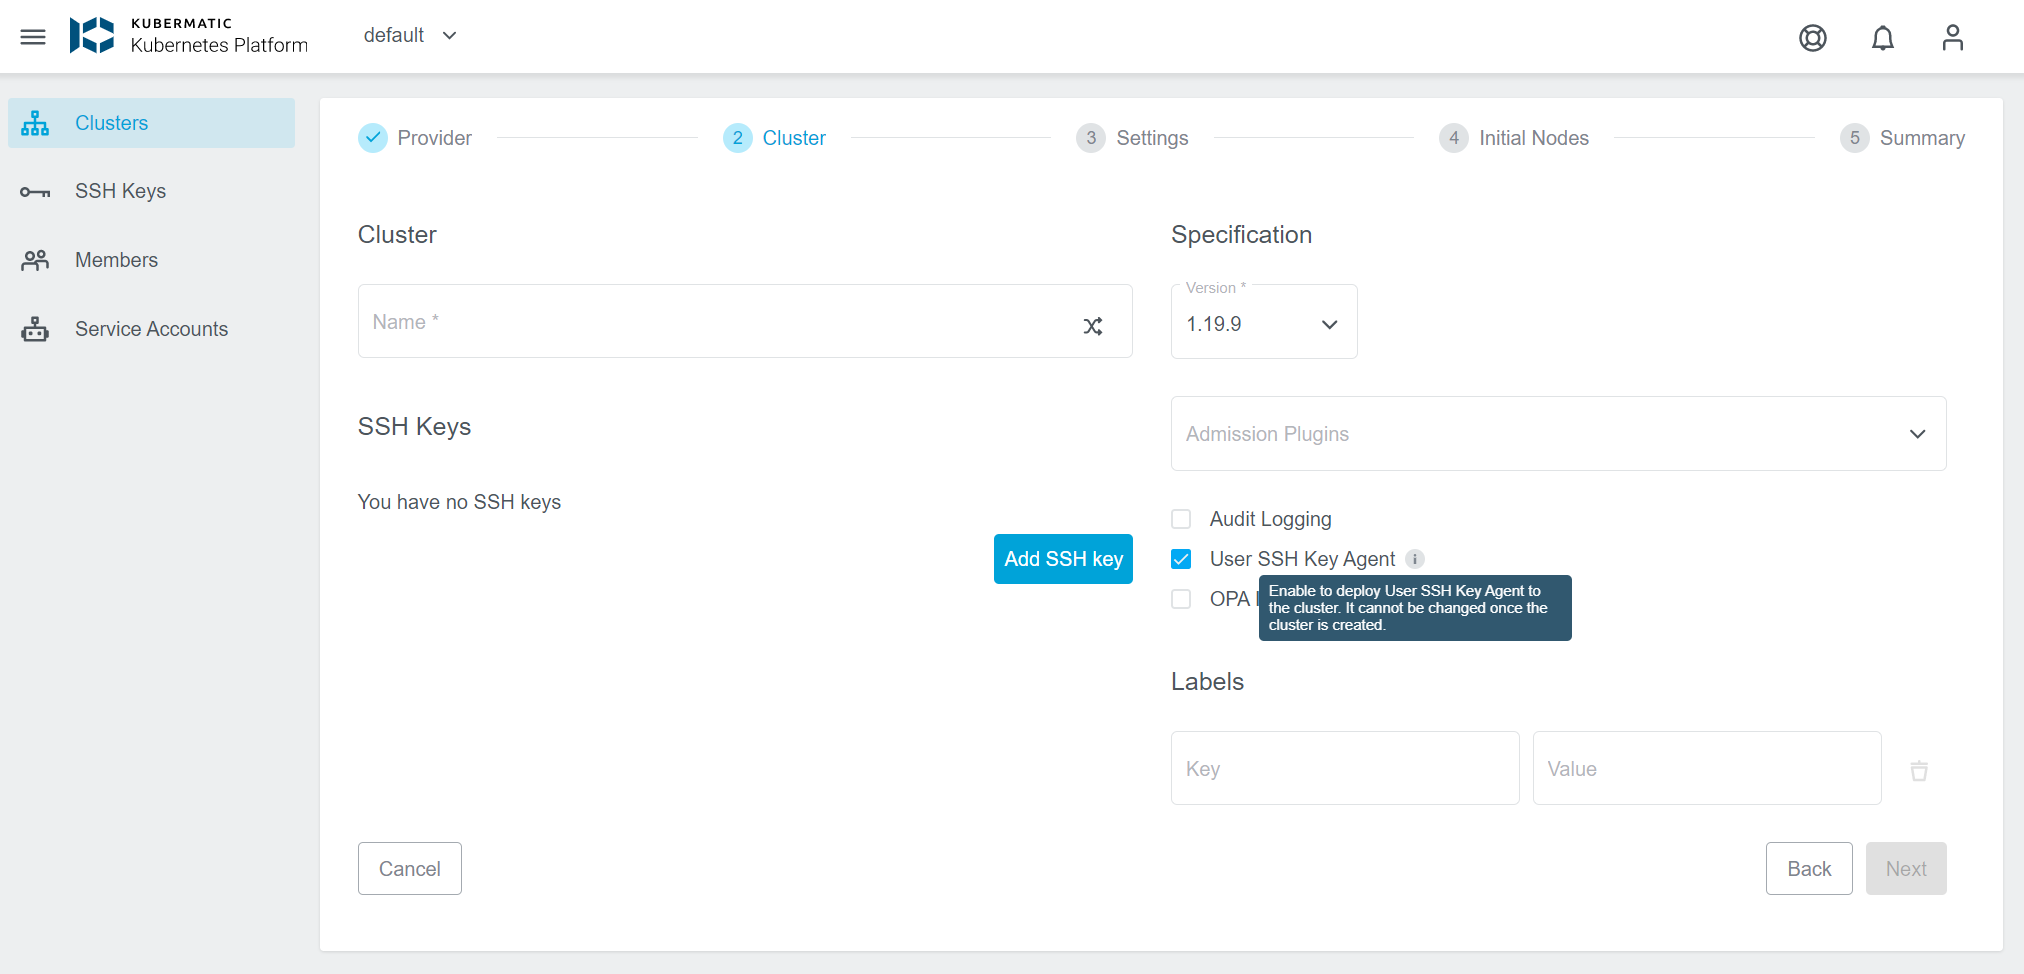 KUBERMATIC
Kubernetes Platform
default
Clusters
SSH Keys
Members
Service Accounts
Provider
2 Cluster
3 Settings
4 Initial Nodes
5 Summary
Cluster
Name *
SSH Keys
You have no SSH keys
Add SSH key
Specification
Version *
1.19.9
Admission Plugins
Audit Logging
User SSH Key Agent
OPA
Enable to deploy User SSH Key Agent to
the cluster. It cannot be changed once the
cluster is created.
Labels
Key
Value
Cancel
Back
Next